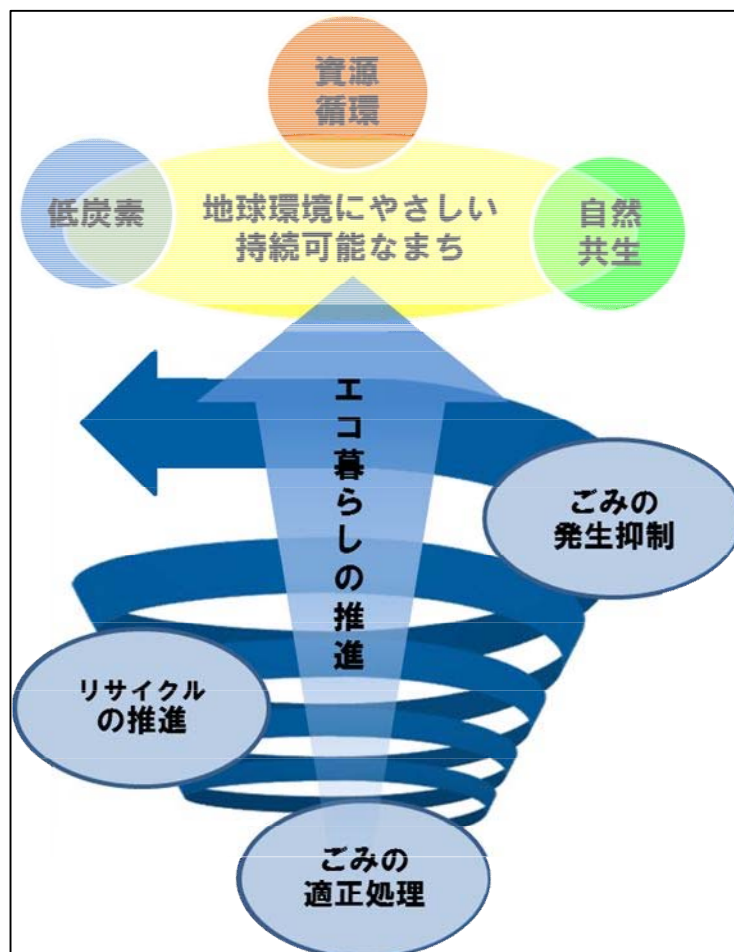 資源
循環
低炭素
地球環境にやさしい
持続可能なまち
自然
共生
エコ暮らしの推進
ごみの
発生抑制
リサイクル
の推進
ごみの
適正処理